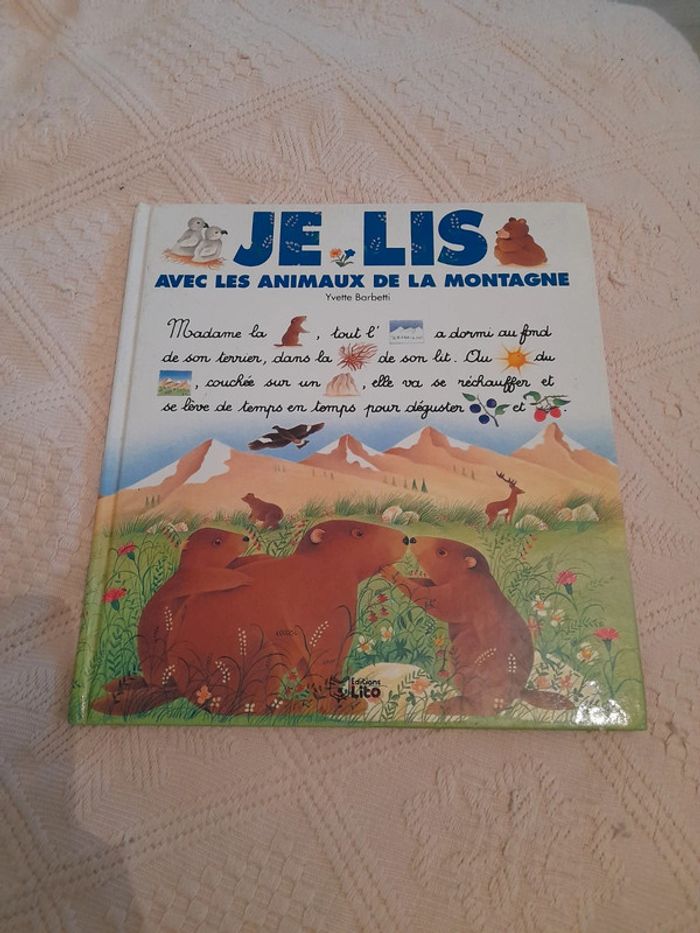 JE LIS
AVEC LES ANIMAUX DE LA MONTAGNE
Yvette Barbetti
Madame la , tout l' a dormi au fond
de son terrier, dans la de son lit. Au du
, couchée sur un , elle va se réchauffer et
se lève de temps en temps pour déguster et .
Editions
Lito